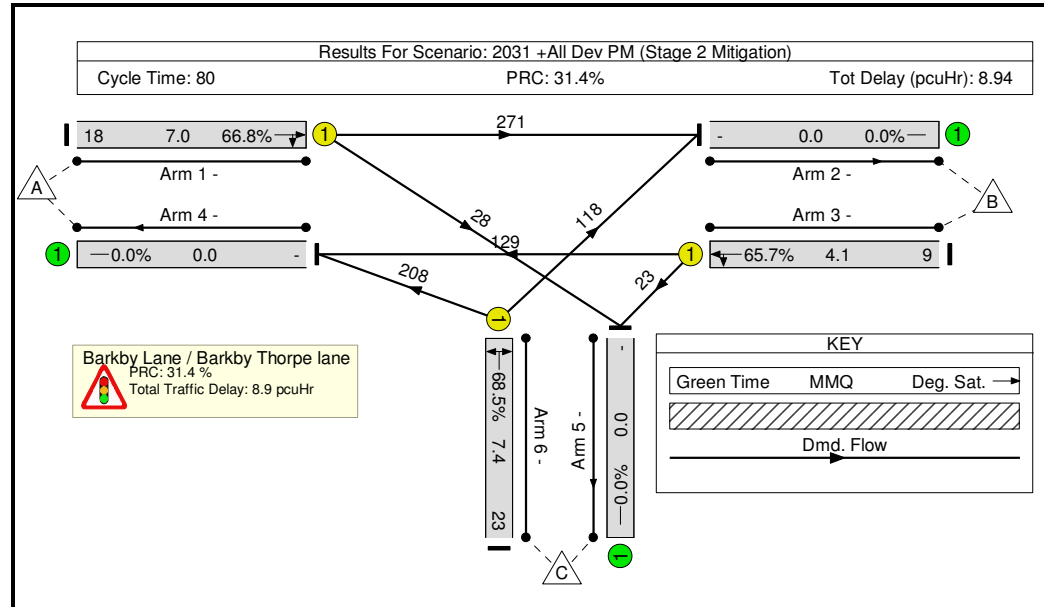 Results For Scenario: 2031 +All Dev PM (Stage 2 Mitigation)
Cycle Time: 80 PRC: 31.4% Tot Delay (pcuHr): 8.94
18 7.0 66.8%
1
271
- 0.0 0.0%
1
Arm 1 -
Arm 2 -
A
B
28
118
Arm 4 -
Arm 3 -
1
0.0% 0.0 -
129
1
65.7% 4.1 9
208
23
1
68.5% 7.4 23
Arm 6 -
Arm 5 -
- 0.0 0.0%
1
C
Barkby Lane / Barkby Thorpe lane
PRC: 31.4 %
Total Traffic Delay: 8.9 pcuHr
KEY
Green Time MMQ Deg. Sat.
Dmd. Flow